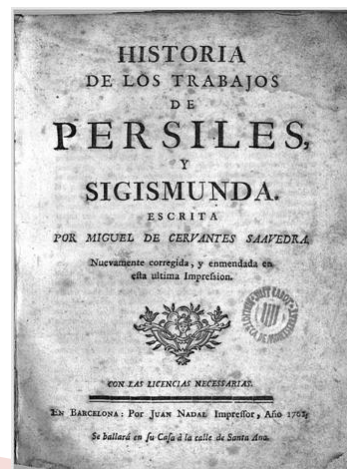 HISTORIA
DE LOS TRABAJOS
DE
PERSILES,
Y
SIGISMUNDA.
ESCRITA
POR MIGUEL DE CERVANTES SAAVEDRA,
Nuevamente corregida, y enmendada en
esta ultima Impression.
CON LAS LICENCIAS NECESSARIAS.
EN BARCELONA: Por JUAN NADAL Impressor, Año
Se hallará en su Casa à la calle de Santa Ana.